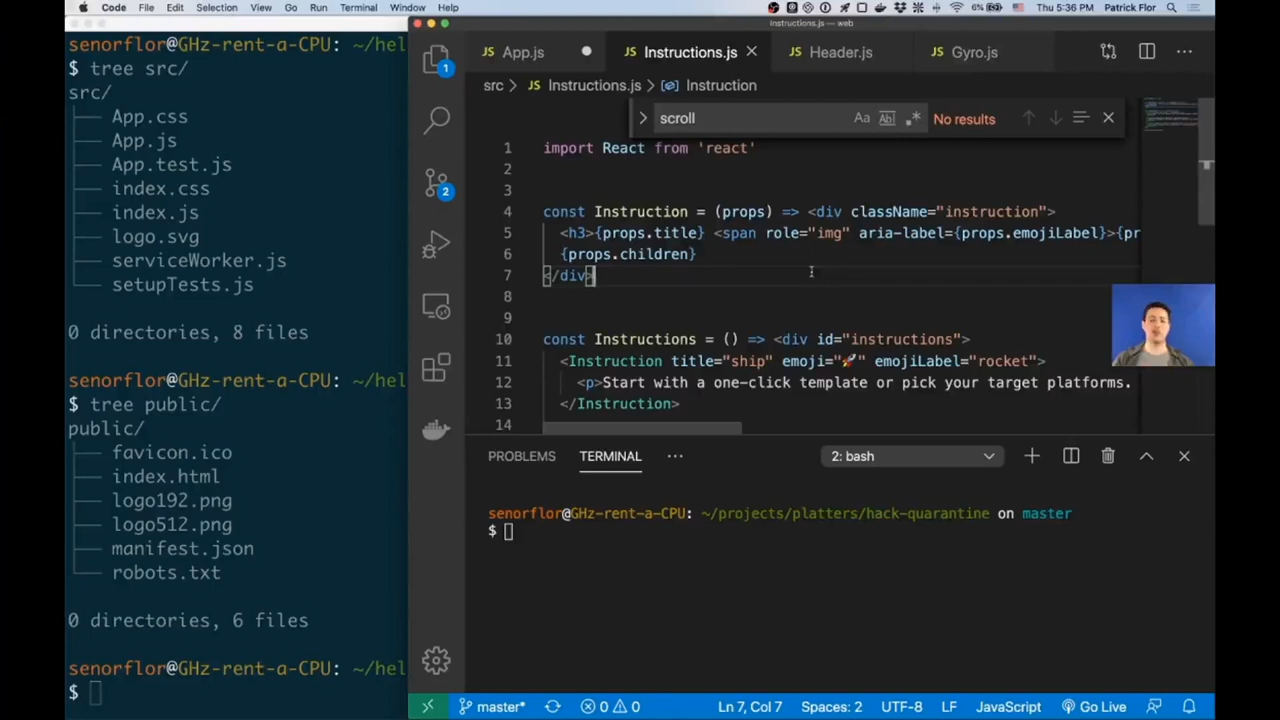 Code File Edit Selection View Go Run Terminal Window Help 6% Thu 5:36 PM Patrick Flor
senorflor@GHz-rent-a-CPU: ~/hel
$ tree src/
src/
├── App.css
├── App.js
├── App.test.js
├── index.css
├── index.js
├── logo.svg
├── serviceWorker.js
└── setupTests.js
0 directories, 8 files
senorflor@GHz-rent-a-CPU: ~/hel
$ tree public/
public/
├── favicon.ico
├── index.html
├── logo192.png
├── logo512.png
├── manifest.json
└── robots.txt
0 directories, 6 files
senorflor@GHz-rent-a-CPU: ~/hel
$
Instructions.js — web
JS App.js JS Instructions.js JS Header.js JS Gyro.js
src > JS Instructions.js > Instruction
scroll Aa Abl .* No results
1 import React from 'react'
2
3
4 const Instruction = (props) => <div className="instruction">
5 <h3>{props.title} <span role="img" aria-label={props.emojiLabel}>{pr
6 {props.children}
7 </div>
8
9
10 const Instructions = () => <div id="instructions">
11 <Instruction title="ship" emoji="🚀" emojiLabel="rocket">
12 <p>Start with a one-click template or pick your target platforms.
13 </Instruction>
14
1
2
PROBLEMS TERMINAL ··· 2: bash
senorflor@GHz-rent-a-CPU: ~/projects/platters/hack-quarantine on master
$
master* 0 0 Ln 7, Col 7 Spaces: 2 UTF-8 LF JavaScript Go Live